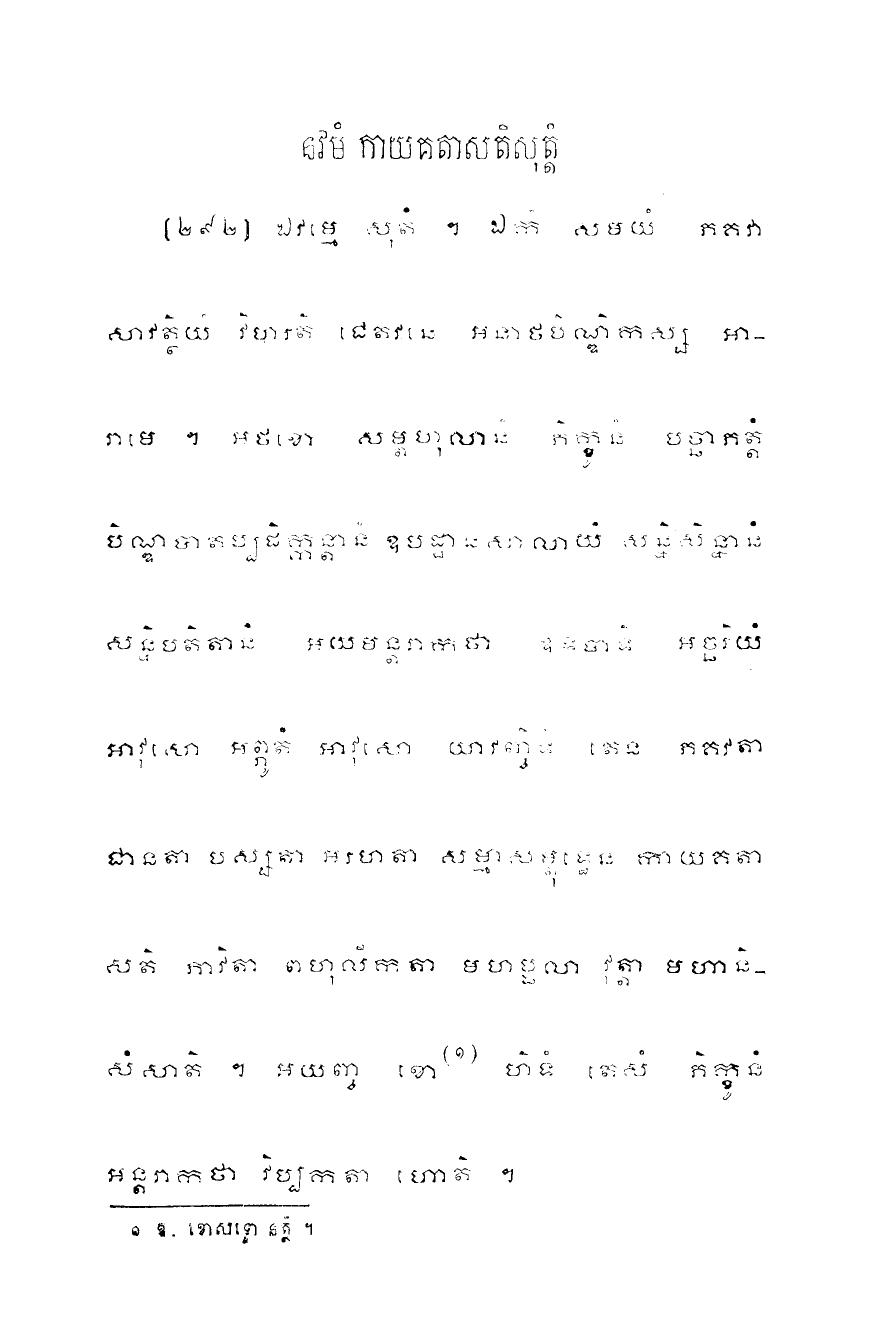 នវមំ កាយគតាសតិសុត្តំ
[២៩២] ឯវម្មេ សុតំ ។ ឯកំ សមយំ ភគវា
សាវត្ថិយំ វិហរតិ ជេតវនេ អនាថបិណ្ឌិកស្ស អា-
រាមេ ។ អថខោ សម្ពហុលានំ ភិក្ខូនំ បច្ឆាភត្តំ
បិណ្ឌបាតប្បដិក្កន្តានំ ឧបដ្ឋានសាលាយំ សន្និសិន្នានំ
សន្និបតិតានំ អយមន្តរាកថា ឧទបាទិ អច្ឆរិយំ
អាវុសោ អព្ភូតំ អាវុសោ យាវញ្ចិទំ តេន ភគវតា
ជានតា បស្សតា អរហតា សម្មាសម្ពុទ្ធេន កាយគតា
សតិ ភាវិតា ពហុលីកតា មហប្ផលា វុត្តា មហានិ-
សំសាតិ ។ អយញ្ច ខោ(១) ហិទំ តេសំ ភិក្ខូនំ
អន្តរាកថា វិប្បកតា ហោតិ ។
១ ឱ. ខោសទ្ទោ នត្ថិ ។